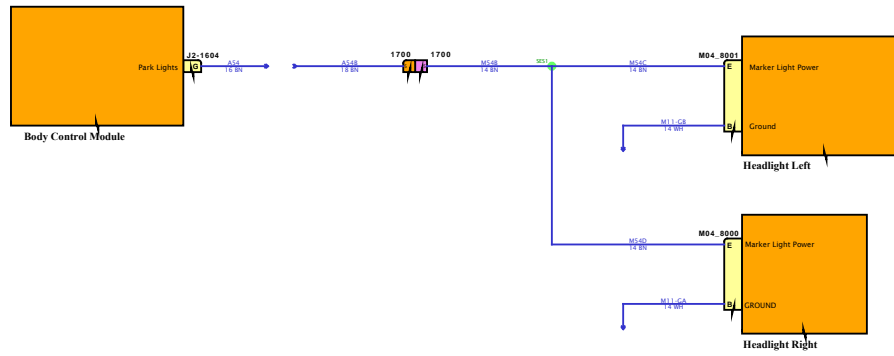 J2-1604
Park Lights
G
A54
16 BN
A54B
18 BN
1700
1700
M54B
14 BN
SES1
M54C
14 BN
M04_8001
E
Marker Light Power
M11-GB
14 WH
B
Ground
Body Control Module
Headlight Left
M54D
14 BN
M04_8000
E
Marker Light Power
M11-GA
14 WH
B
GROUND
Headlight Right